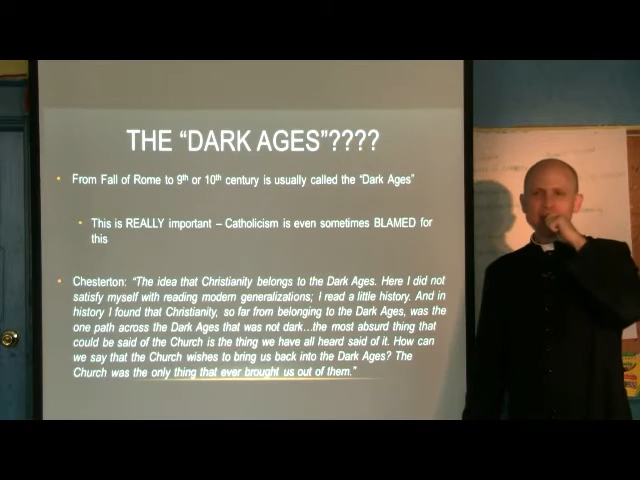 THE “DARK AGES”????
• From Fall of Rome to 9th or 10th century is usually called the “Dark Ages”
• This is REALLY important – Catholicism is even sometimes BLAMED for
this
• Chesterton: “The idea that Christianity belongs to the Dark Ages. Here I did not
satisfy myself with reading modern generalizations; I read a little history. And in
history I found that Christianity, so far from belonging to the Dark Ages, was the
one path across the Dark Ages that was not dark…the most absurd thing that
could be said of the Church is the thing we have all heard said of it. How can
we say that the Church wishes to bring us back into the Dark Ages? The
Church was the only thing that ever brought us out of them.”